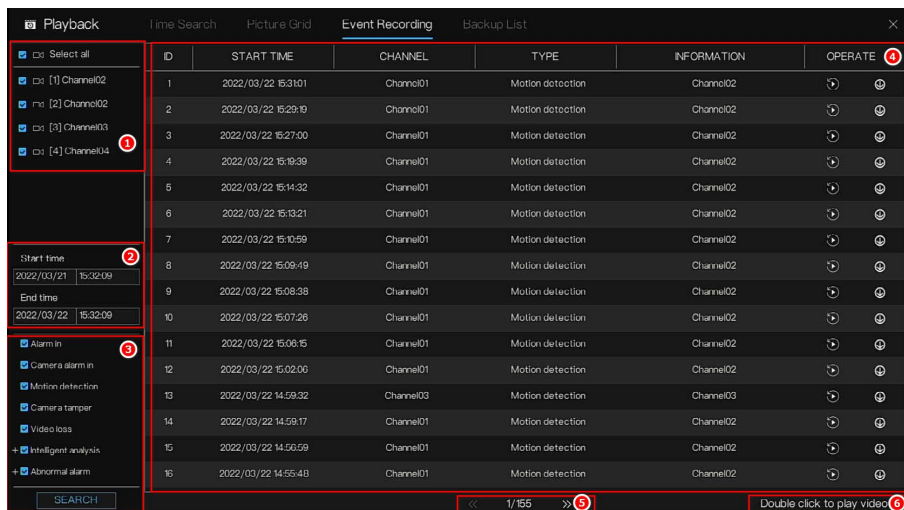 Playback Time Search Picture Grid Event Recording Backup List
Select all
[1] Channel02
[2] Channel02
[3] Channel03
[4] Channel04
1
Start time
2
2022/03/21 15:32:09
End time
2022/03/22 15:32:09
Alarm in
3
Camera alarm in
Motion detection
Camera tamper
Video loss
+ Intelligent analysis
+ Abnormal alarm
SEARCH
ID START TIME CHANNEL TYPE INFORMATION OPERATE 4
1 2022/03/22 15:31:01 Channel01 Motion detection Channel02
2 2022/03/22 15:29:19 Channel01 Motion detection Channel02
3 2022/03/22 15:27:00 Channel01 Motion detection Channel02
4 2022/03/22 15:19:39 Channel01 Motion detection Channel02
5 2022/03/22 15:14:32 Channel01 Motion detection Channel02
6 2022/03/22 15:13:21 Channel01 Motion detection Channel02
7 2022/03/22 15:10:59 Channel01 Motion detection Channel02
8 2022/03/22 15:09:49 Channel01 Motion detection Channel02
9 2022/03/22 15:08:38 Channel01 Motion detection Channel02
10 2022/03/22 15:07:26 Channel01 Motion detection Channel02
11 2022/03/22 15:06:15 Channel01 Motion detection Channel02
12 2022/03/22 15:02:06 Channel01 Motion detection Channel02
13 2022/03/22 14:59:32 Channel03 Motion detection Channel03
14 2022/03/22 14:59:17 Channel01 Motion detection Channel02
15 2022/03/22 14:56:59 Channel01 Motion detection Channel02
16 2022/03/22 14:55:48 Channel01 Motion detection Channel02
« 1/155 » 5
Double click to play video 6